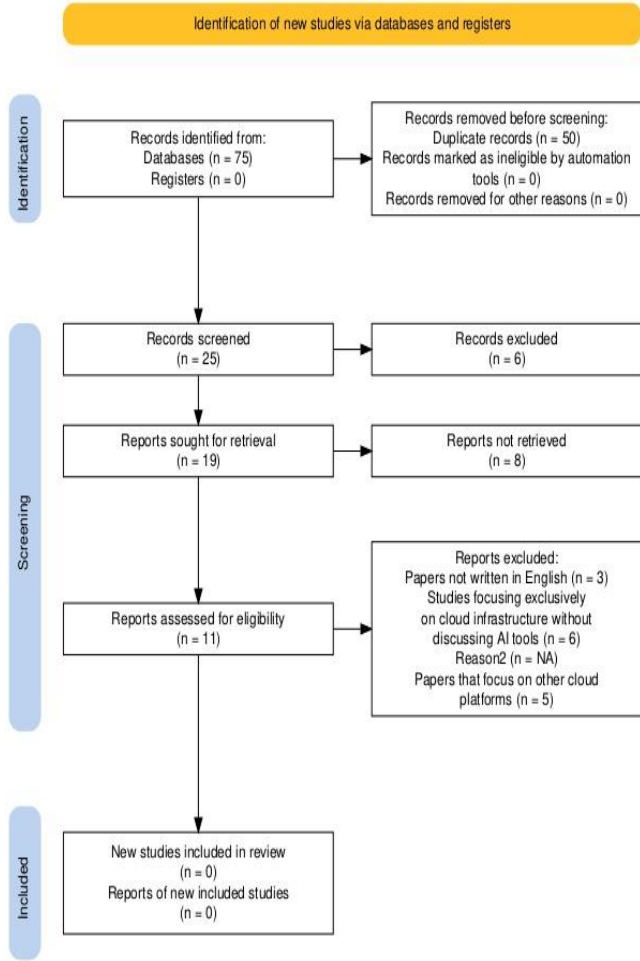 Identification of new studies via databases and registers
Identification
Records identified from:
Databases (n = 75)
Registers (n = 0)
Records removed before screening:
Duplicate records (n = 50)
Records marked as ineligible by automation
tools (n = 0)
Records removed for other reasons (n = 0)
Screening
Records screened
(n = 25)
Records excluded
(n = 6)
Reports sought for retrieval
(n = 19)
Reports not retrieved
(n = 8)
Reports assessed for eligibility
(n = 11)
Reports excluded:
Papers not written in English (n = 3)
Studies focusing exclusively
on cloud infrastructure without
discussing AI tools (n = 6)
Reason2 (n = NA)
Papers that focus on other cloud
platforms (n = 5)
Included
New studies included in review
(n = 0)
Reports of new included studies
(n = 0)